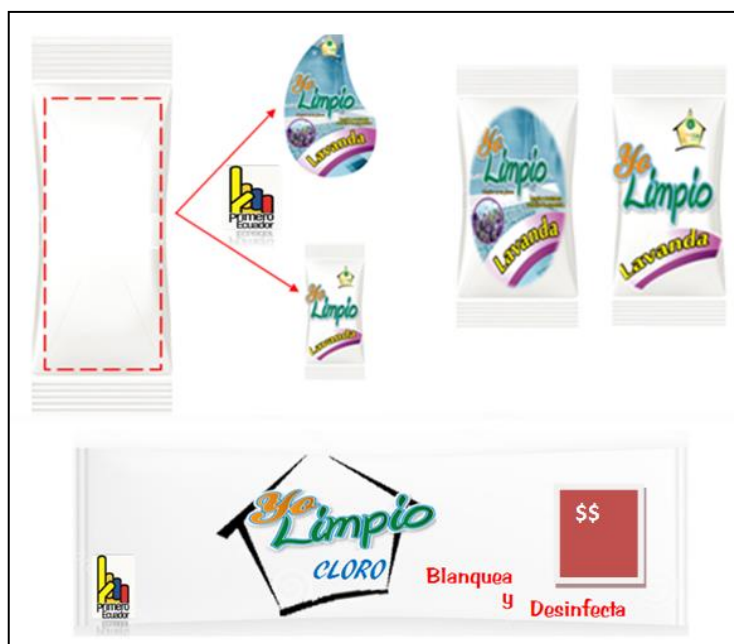 Yo
Limpio
Lavanda
Primero
Ecuador
Yo
Limpio
Lavanda
Yo
Limpio
Lavanda
Yo
Limpio
Lavanda
Yo
Limpio
CLORO
$$
Blanquea
y
Desinfecta
Primero
Ecuador